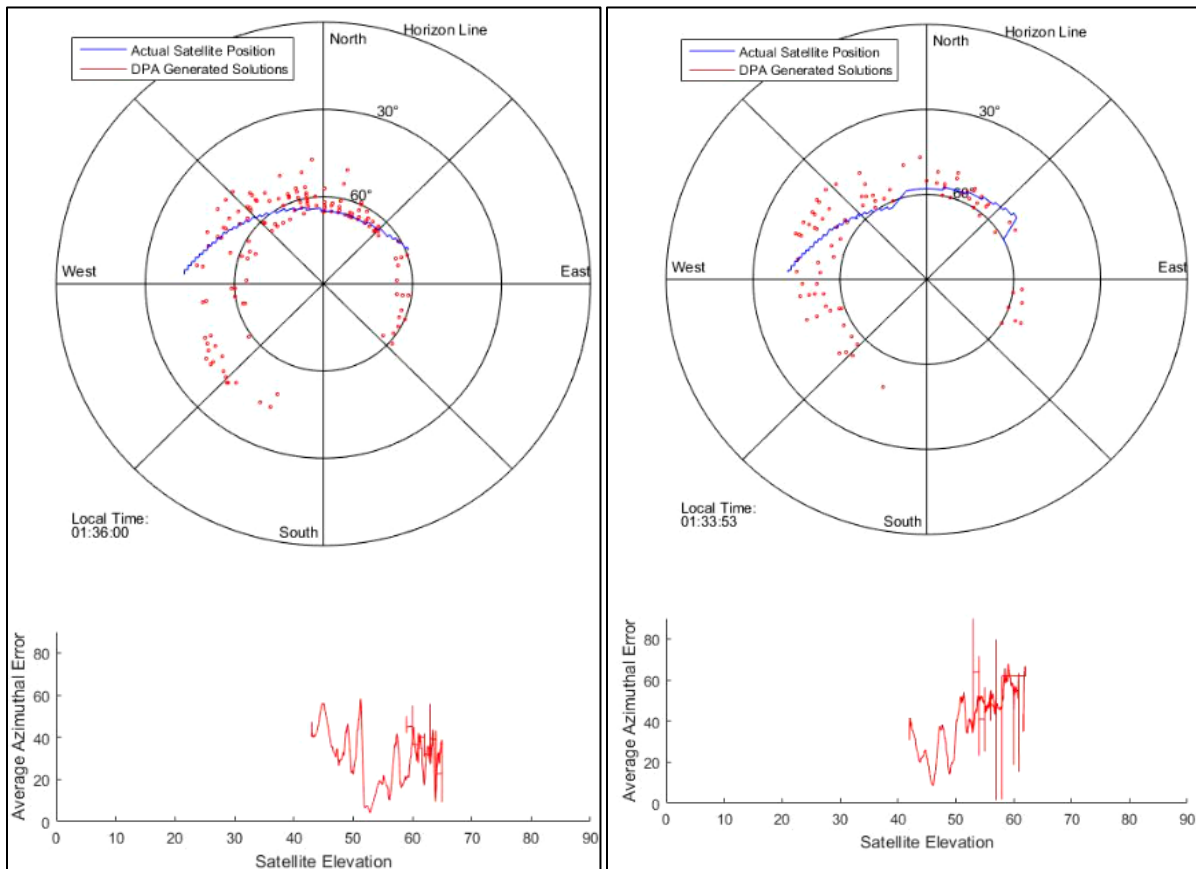 Horizon Line
North
Actual Satellite Position
DPA Generated Solutions
30°
60°
West
East
Local Time:
01:36:00
South
Average Azimuthal Error
80
60
40
20
0
0 10 20 30 40 50 60 70 80 90
Satellite Elevation
Horizon Line
North
Actual Satellite Position
DPA Generated Solutions
30°
60°
West
East
Local Time:
01:33:53
South
Average Azimuthal Error
80
60
40
20
0
0 10 20 30 40 50 60 70 80 90
Satellite Elevation